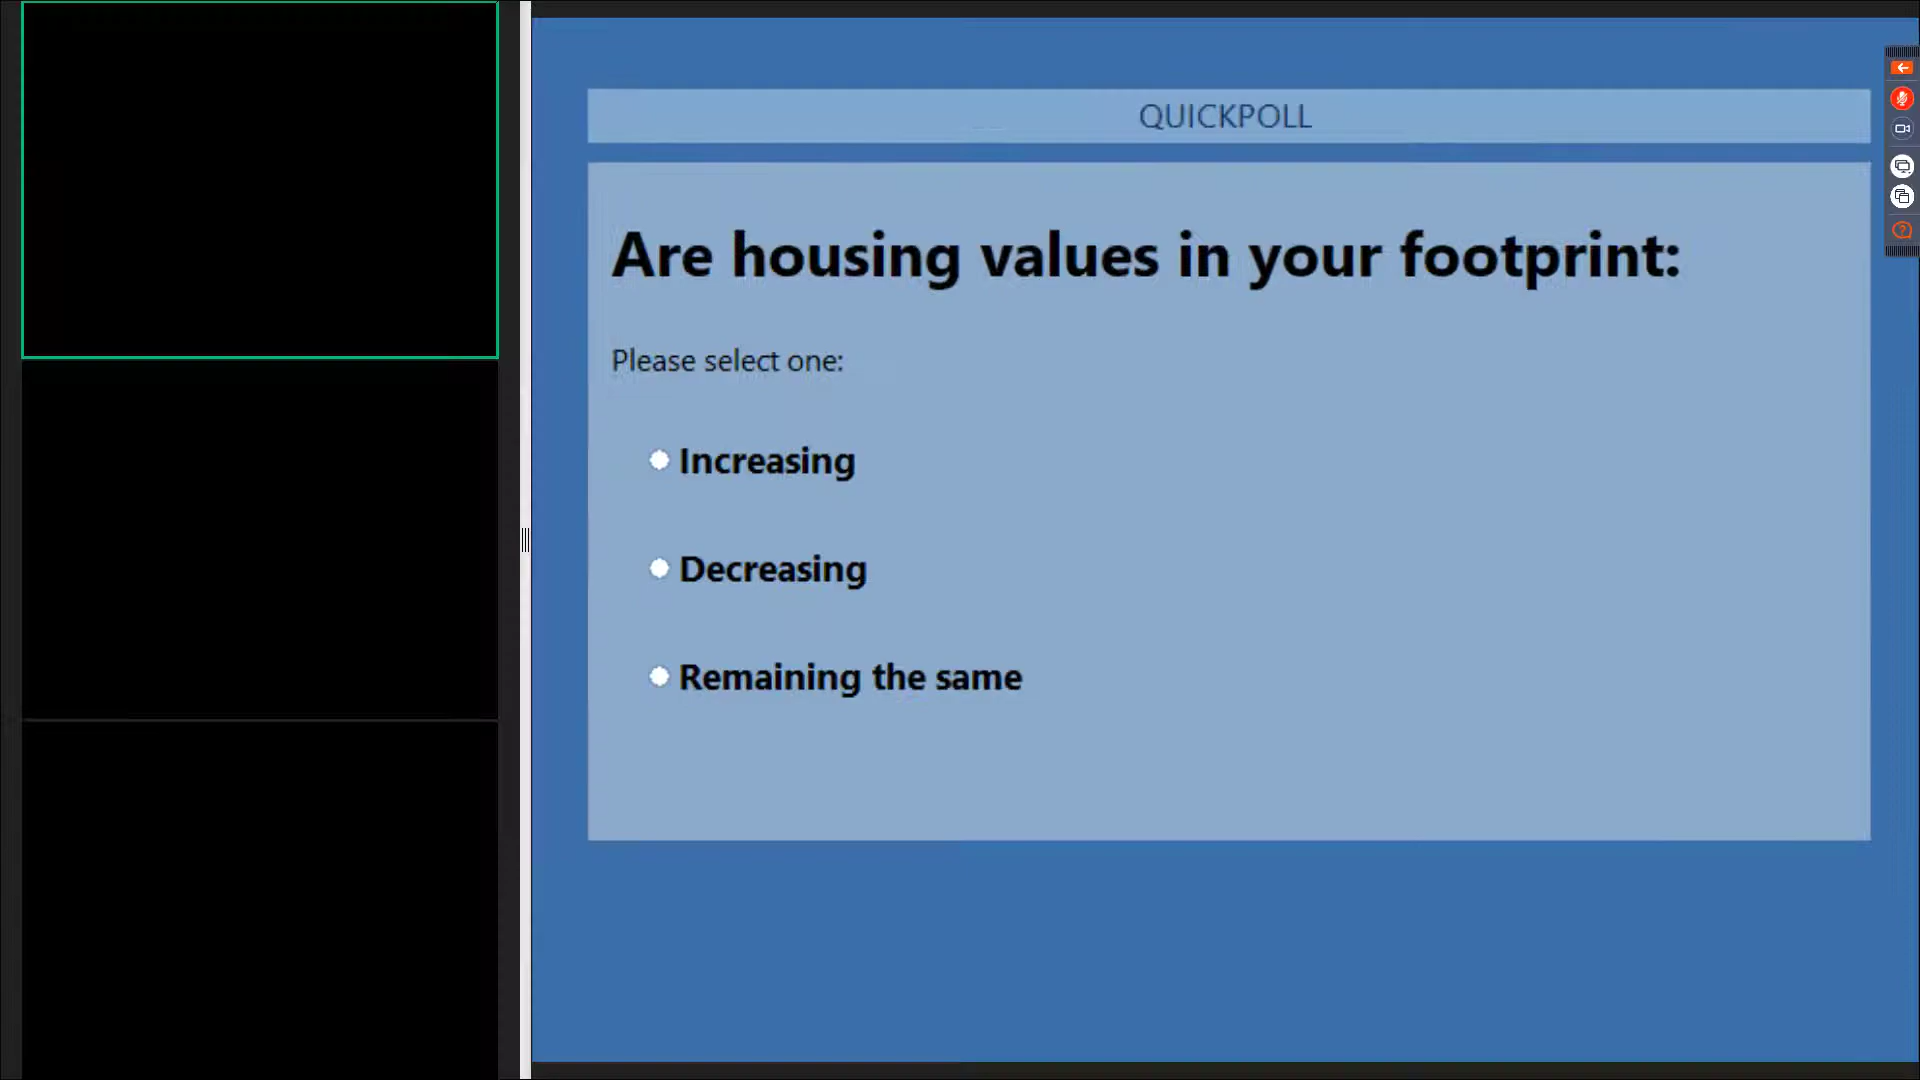 QUICKPOLL
Are housing values in your footprint:
Please select one:
Increasing
Decreasing
Remaining the same